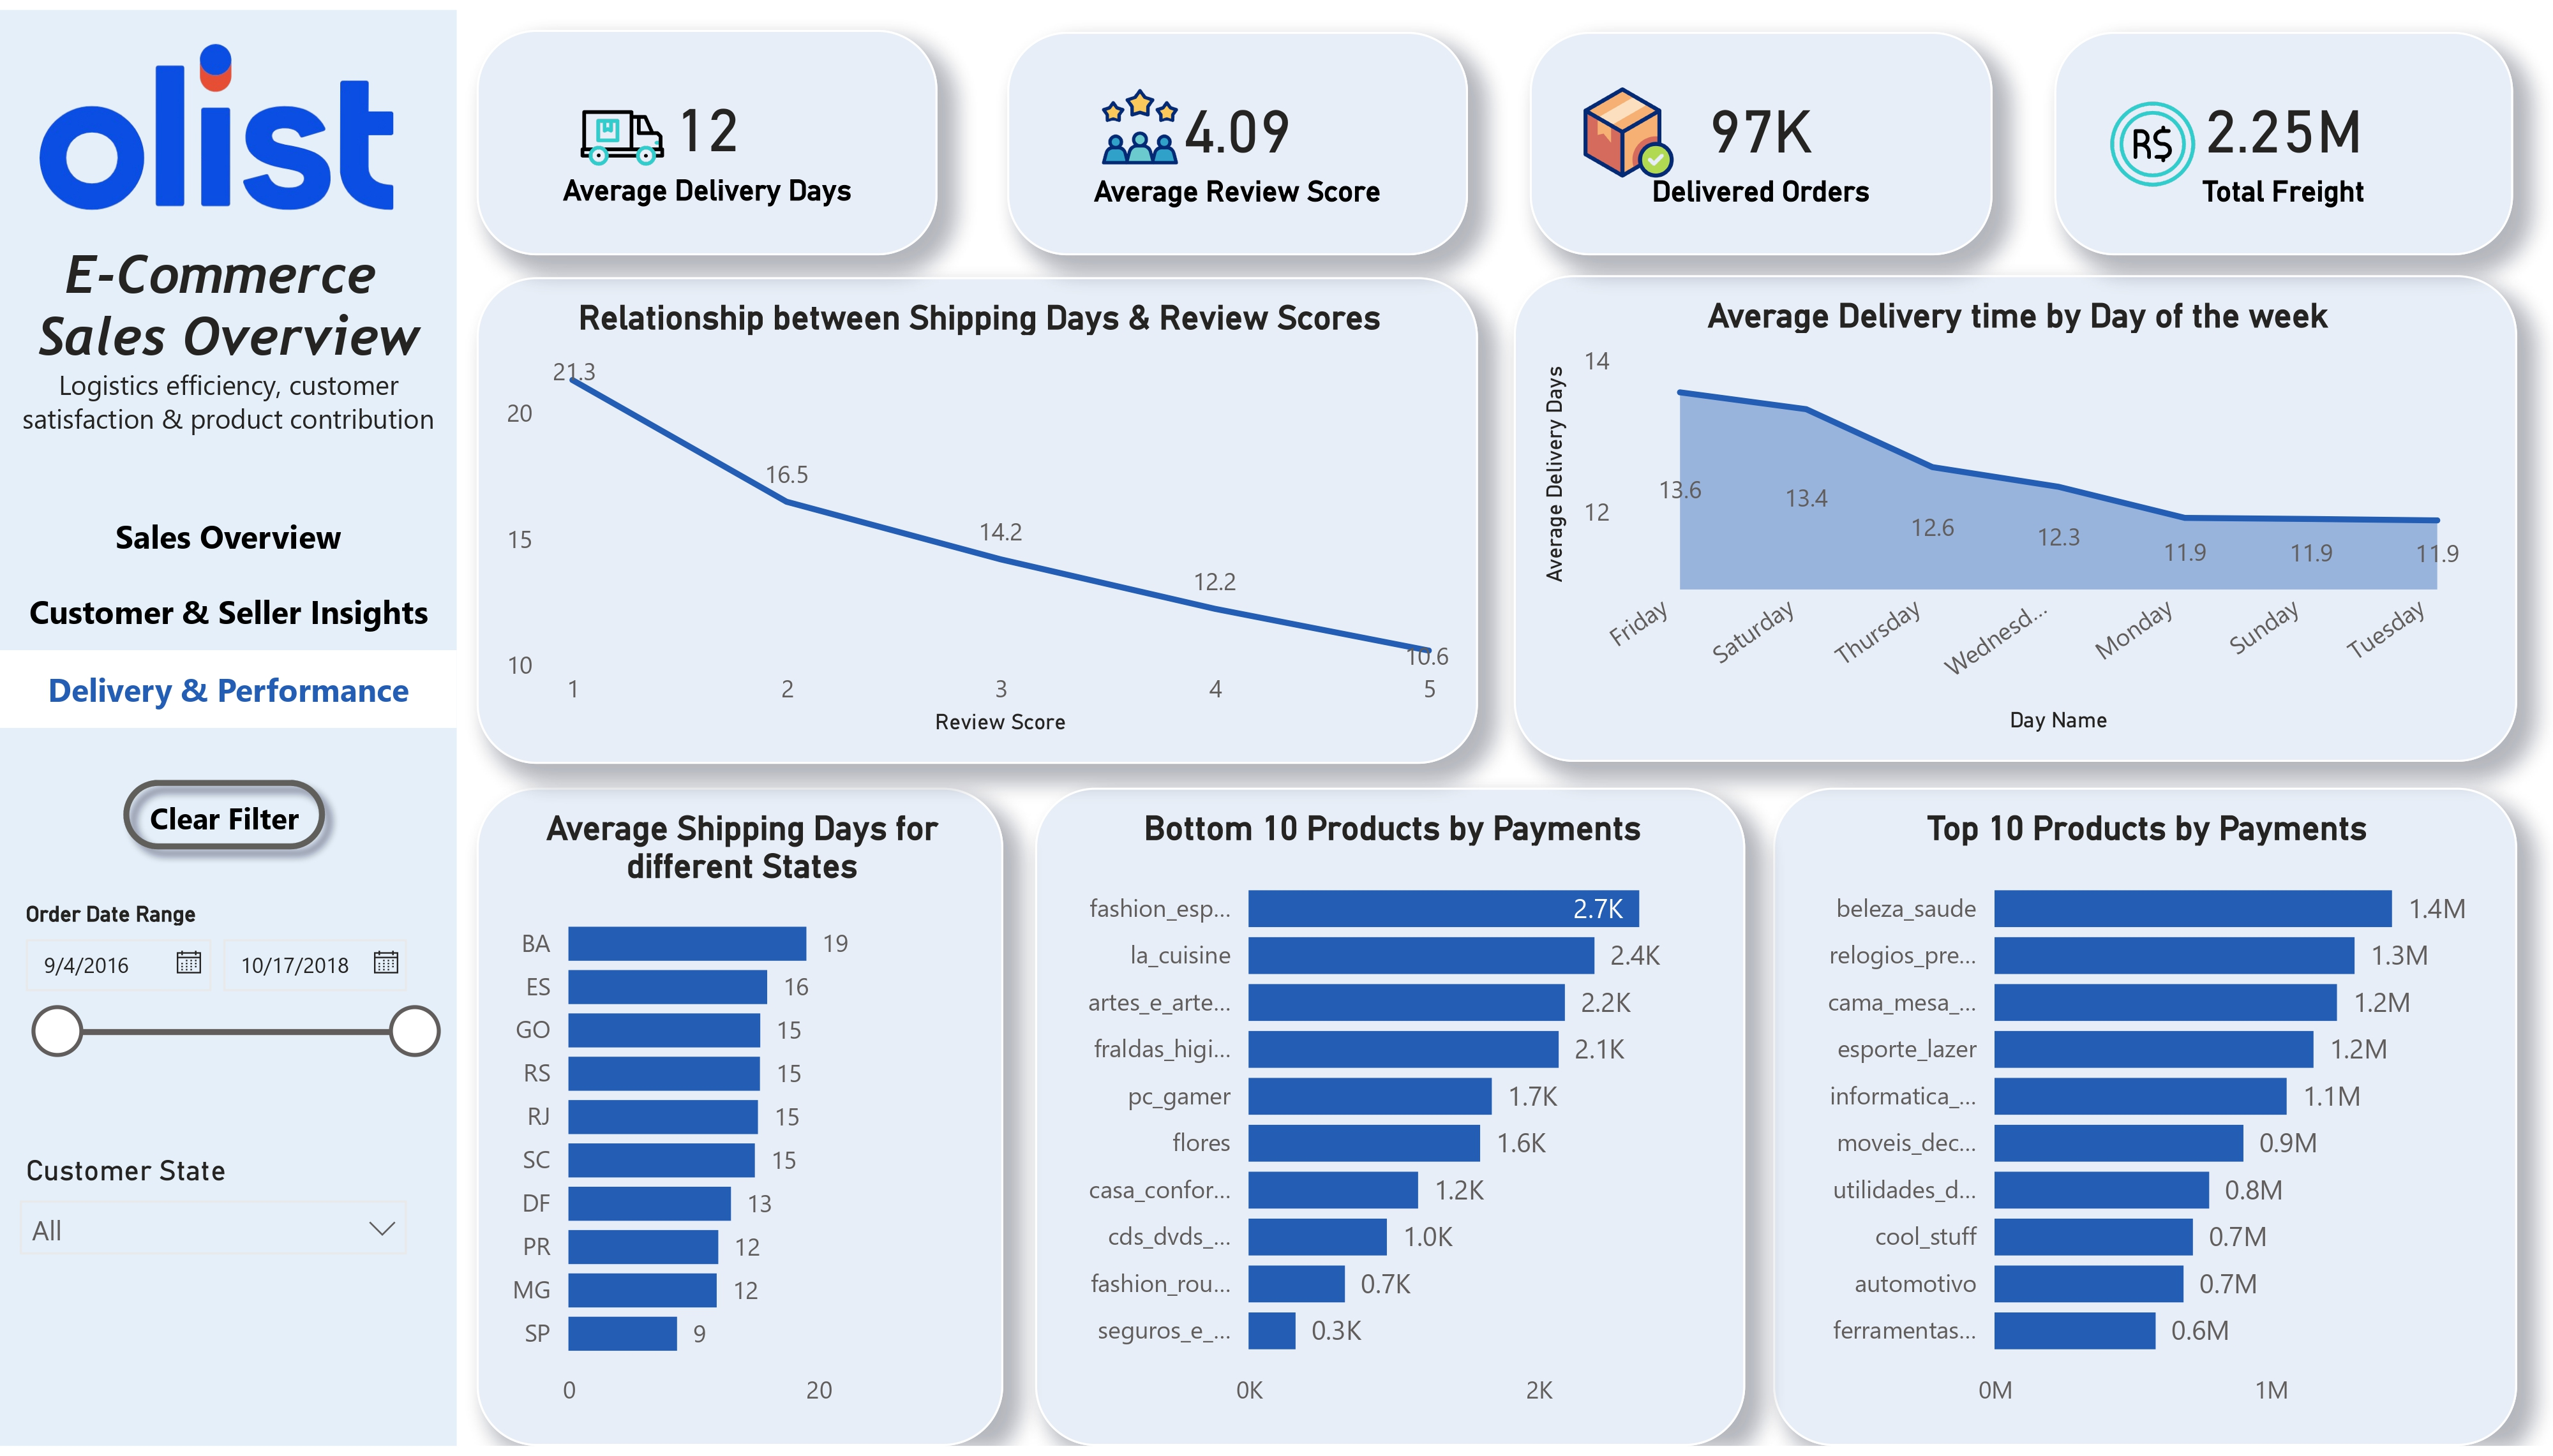 olist
E-Commerce
Sales Overview
Logistics efficiency, customer
satisfaction & product contribution
Sales Overview
Customer & Seller Insights
Delivery & Performance
Clear Filter
Order Date Range
9/4/2016
10/17/2018
Customer State
All
12
Average Delivery Days
4.09
Average Review Score
97K
Delivered Orders
R$
2.25M
Total Freight
Relationship between Shipping Days & Review Scores
20
15
10
21.3
16.5
14.2
12.2
10.6
1
2
3
4
5
Review Score
Average Delivery time by Day of the week
Average Delivery Days
14
12
13.6
13.4
12.6
12.3
11.9
11.9
11.9
Friday
Saturday
Thursday
Wednesd...
Monday
Sunday
Tuesday
Day Name
Average Shipping Days for
different States
BA 19
ES 16
GO 15
RS 15
RJ 15
SC 15
DF 13
PR 12
MG 12
SP 9
0 20
Bottom 10 Products by Payments
fashion_esp... 2.7K
la_cuisine 2.4K
artes_e_arte... 2.2K
fraldas_higi... 2.1K
pc_gamer 1.7K
flores 1.6K
casa_confor... 1.2K
cds_dvds_... 1.0K
fashion_rou... 0.7K
seguros_e_... 0.3K
0K 2K
Top 10 Products by Payments
beleza_saude 1.4M
relogios_pre... 1.3M
cama_mesa_... 1.2M
esporte_lazer 1.2M
informatica_... 1.1M
moveis_dec... 0.9M
utilidades_d... 0.8M
cool_stuff 0.7M
automotivo 0.7M
ferramentas... 0.6M
0M 1M